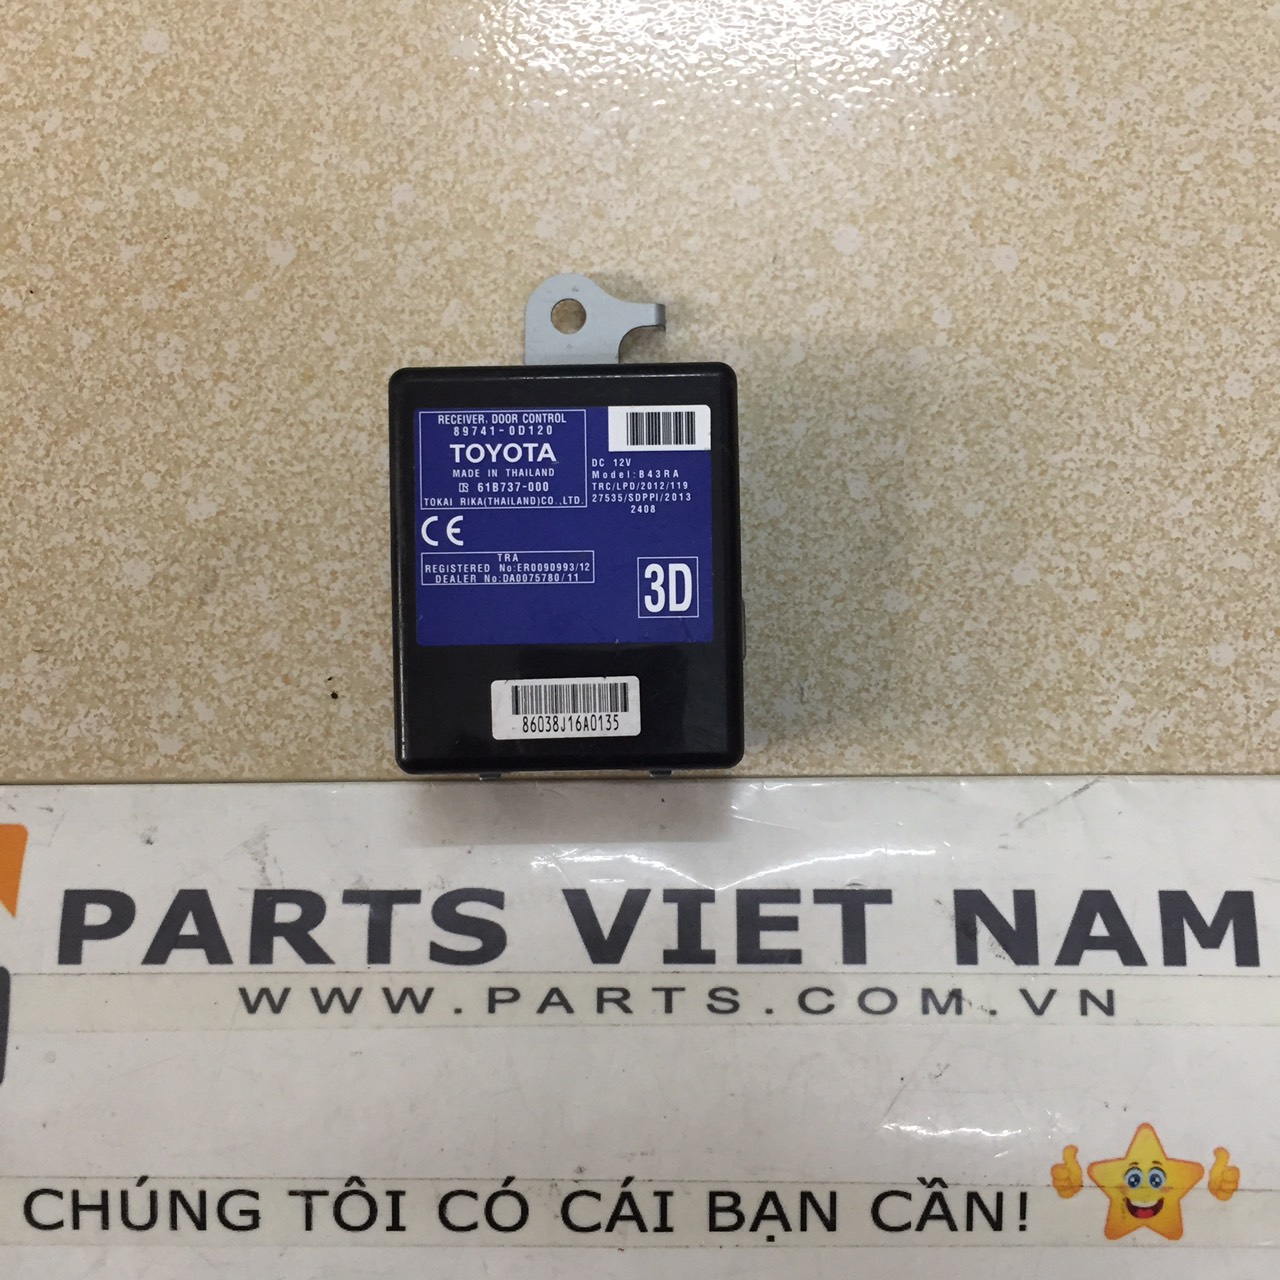 RECEIVER, DOOR CONTROL
89741-0D120
TOYOTA
MADE IN THAILAND
61B737-000
TOKAI RIKA(THAILAND)CO.,LTD.
DC 12V
Model:B43RA
TRC/LPD/2012/119
27535/SDPPI/2013
2408
CE
TRA
REGISTERED No:ER0090993/12
DEALER No:DA0075780/11
3D
86038J16A0135
PARTS VIET NAM
WWW.PARTS.COM.VN
CHÚNG TÔI CÓ CÁI BẠN CẦN!